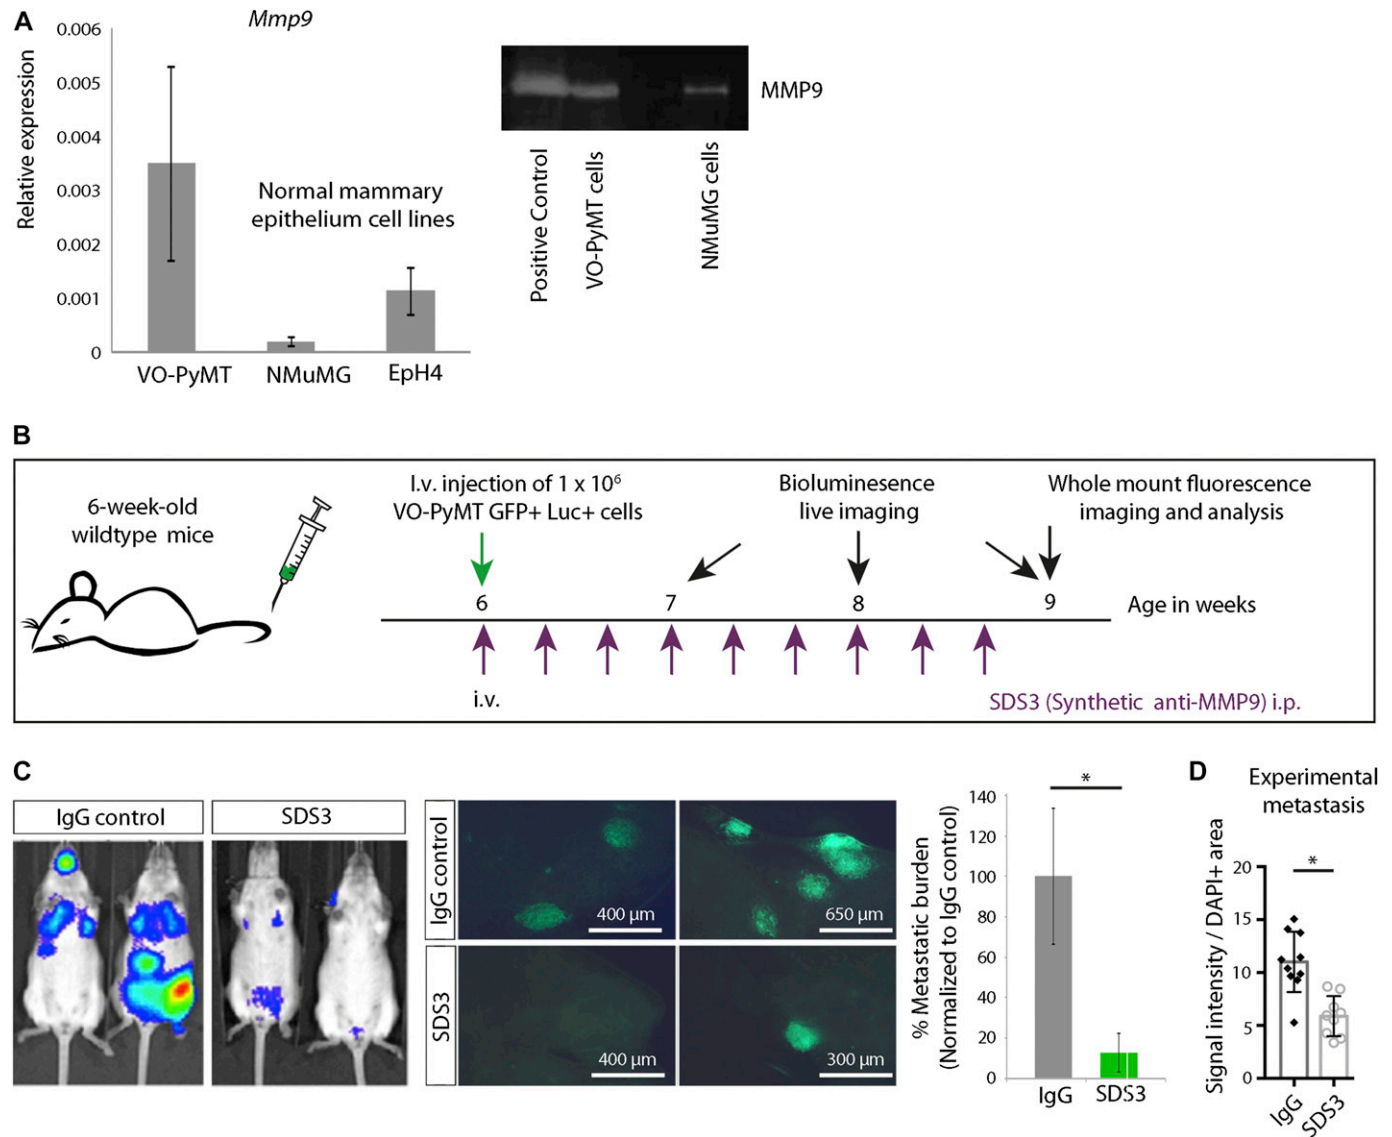 A
Mmp9
Relative expression
0.006
0.005
0.004
0.003
0.002
0.001
0
Normal mammary
epithelium cell lines
VO-PyMT
NMuMG
EpH4
MMP9
Positive Control
VO-PyMT cells
NMuMG cells
B
6-week-old
wildtype mice
I.v. injection of 1 x 10⁶
VO-PyMT GFP+ Luc+ cells
Bioluminesence
live imaging
Whole mount fluorescence
imaging and analysis
6
7
8
9
Age in weeks
i.v.
SDS3 (Synthetic anti-MMP9) i.p.
C
IgG control
SDS3
IgG control
400 µm
650 µm
SDS3
400 µm
300 µm
% Metastatic burden
(Normalized to IgG control)
140
120
100
80
60
40
20
0
*
IgG
SDS3
D
Experimental
metastasis
Signal intensity / DAPI+ area
20
15
10
5
0
*
IgG
SDS3